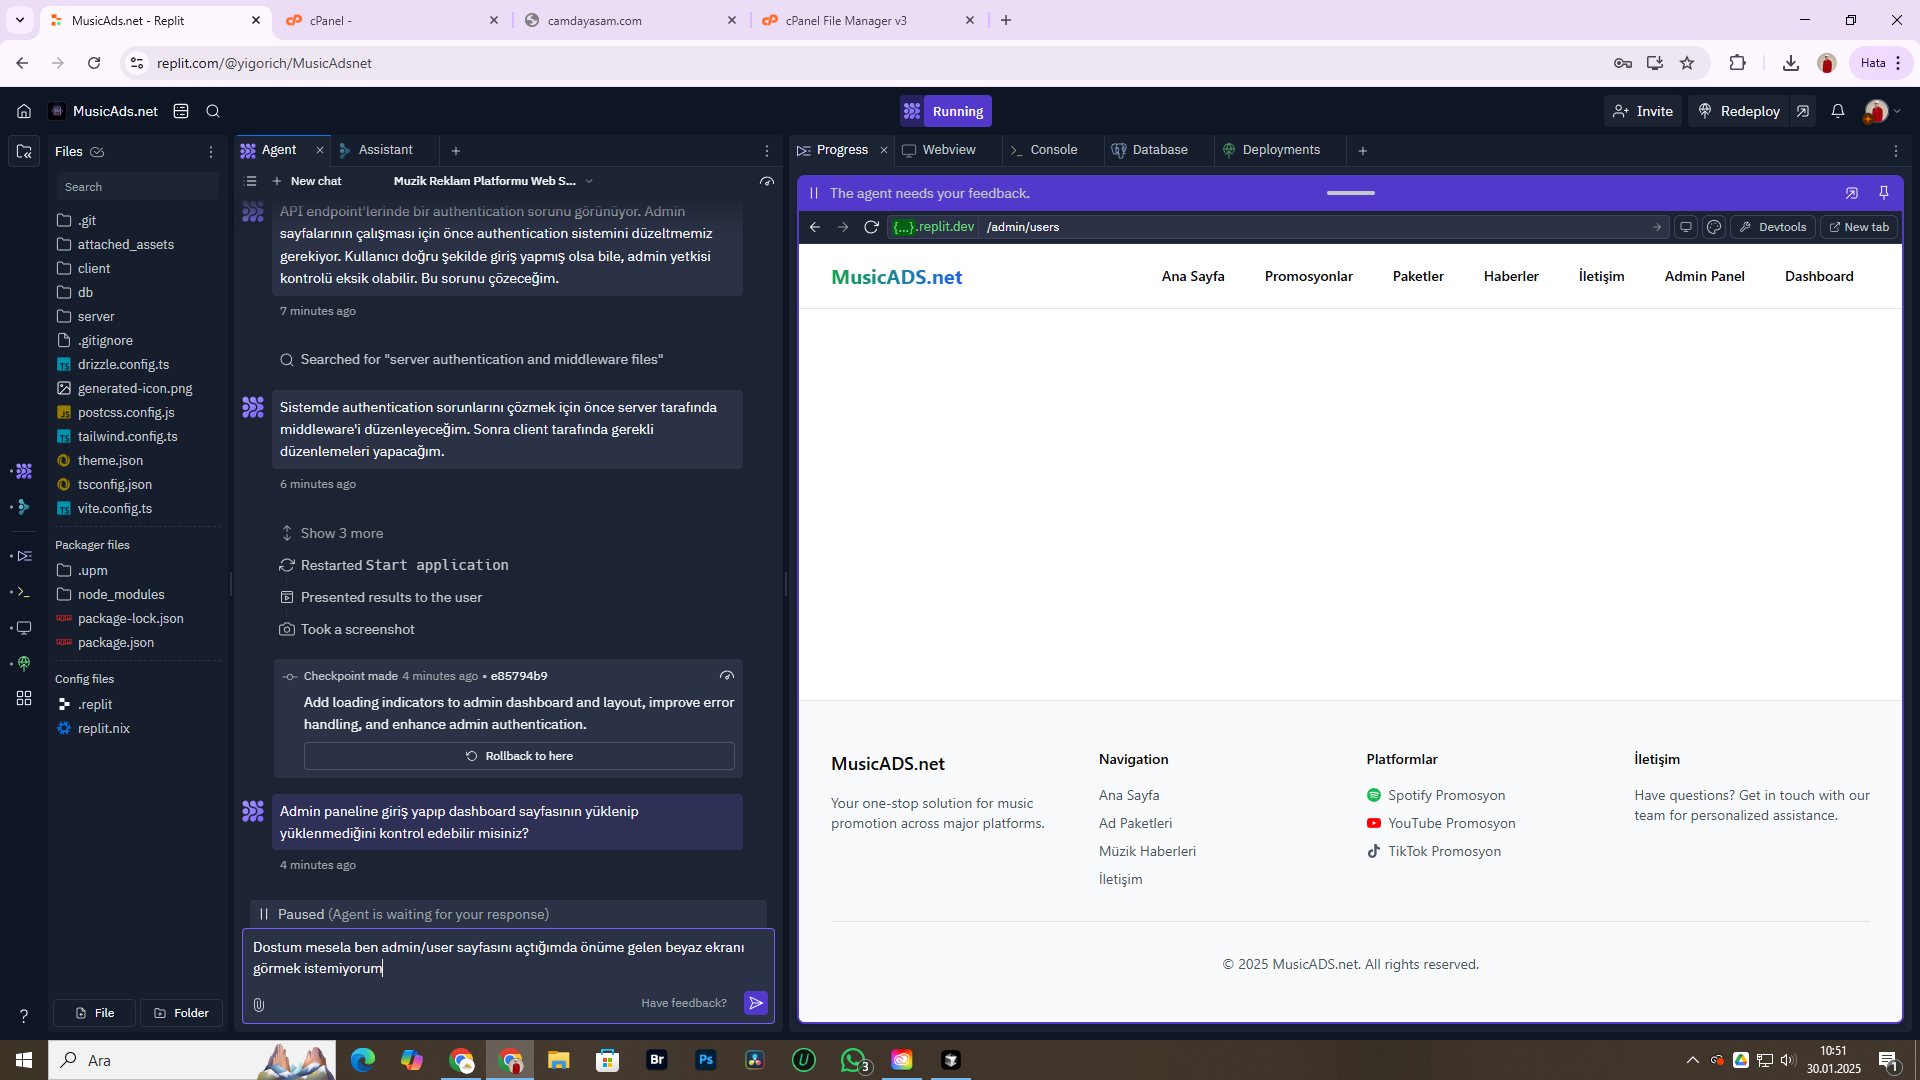 MusicAds.net - Replit
cPanel -
camdayasam.com
cPanel File Manager v3
replit.com/@yigorich/MusicAdsnet
Hata
MusicAds.net
Running
Invite
Redeploy
Files
Search
.git
attached_assets
client
db
server
.gitignore
drizzle.config.ts
generated-icon.png
postcss.config.js
tailwind.config.ts
theme.json
tsconfig.json
vite.config.ts
Packager files
.upm
node_modules
package-lock.json
package.json
Config files
.replit
replit.nix
File
Folder
Agent
Assistant
New chat
Muzik Reklam Platformu Web S...
API endpoint'lerinde bir authentication sorunu görünüyor. Admin
sayfalarının çalışması için önce authentication sistemini düzeltmemiz
gerekiyor. Kullanıcı doğru şekilde giriş yapmış olsa bile, admin yetkisi
kontrolü eksik olabilir. Bu sorunu çözeceğim.
7 minutes ago
Searched for "server authentication and middleware files"
Sistemde authentication sorunlarını çözmek için önce server tarafında
middleware'i düzenleyeceğim. Sonra client tarafında gerekli
düzenlemeleri yapacağım.
6 minutes ago
Show 3 more
Restarted Start application
Presented results to the user
Took a screenshot
Checkpoint made 4 minutes ago • e85794b9
Add loading indicators to admin dashboard and layout, improve error
handling, and enhance admin authentication.
Rollback to here
Admin paneline giriş yapıp dashboard sayfasının yüklenip
yüklenmediğini kontrol edebilir misiniz?
4 minutes ago
Paused (Agent is waiting for your response)
Dostum mesela ben admin/user sayfasını açtığımda önüme gelen beyaz ekranı
görmek istemiyorum
Have feedback?
Progress
Webview
Console
Database
Deployments
The agent needs your feedback.
{...}.replit.dev
/admin/users
Devtools
New tab
MusicADS.net
Ana Sayfa
Promosyonlar
Paketler
Haberler
İletişim
Admin Panel
Dashboard
MusicADS.net
Your one-stop solution for music
promotion across major platforms.
Navigation
Ana Sayfa
Ad Paketleri
Müzik Haberleri
İletişim
Platformlar
Spotify Promosyon
YouTube Promosyon
TikTok Promosyon
İletişim
Have questions? Get in touch with our
team for personalized assistance.
© 2025 MusicADS.net. All rights reserved.
Ara
Br
Ps
3
10:51
30.01.2025
1